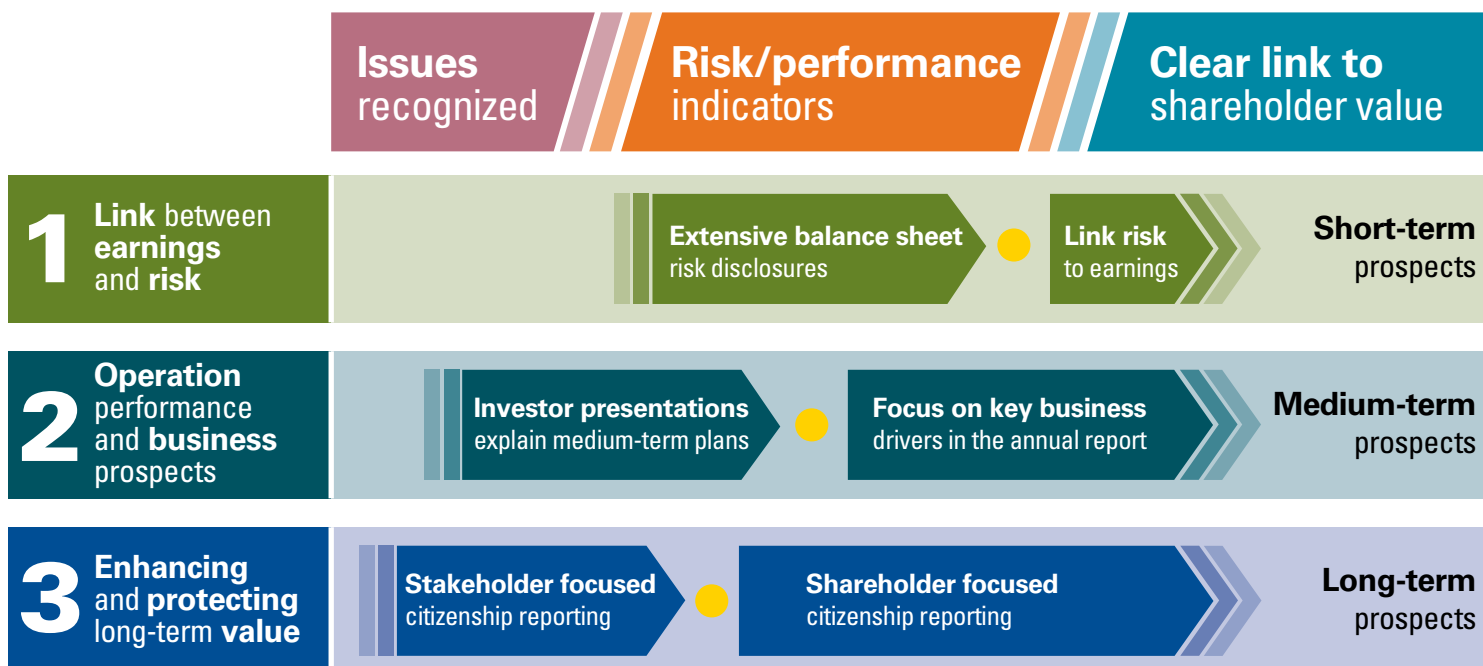 Issues
recognized
Risk/performance
indicators
Clear link to
shareholder value
1
Link between
earnings
and risk
Extensive balance sheet
risk disclosures
Link risk
to earnings
Short-term
prospects
2
Operation
performance
and business
prospects
Investor presentations
explain medium-term plans
Focus on key business
drivers in the annual report
Medium-term
prospects
3
Enhancing
and protecting
long-term value
Stakeholder focused
citizenship reporting
Shareholder focused
citizenship reporting
Long-term
prospects